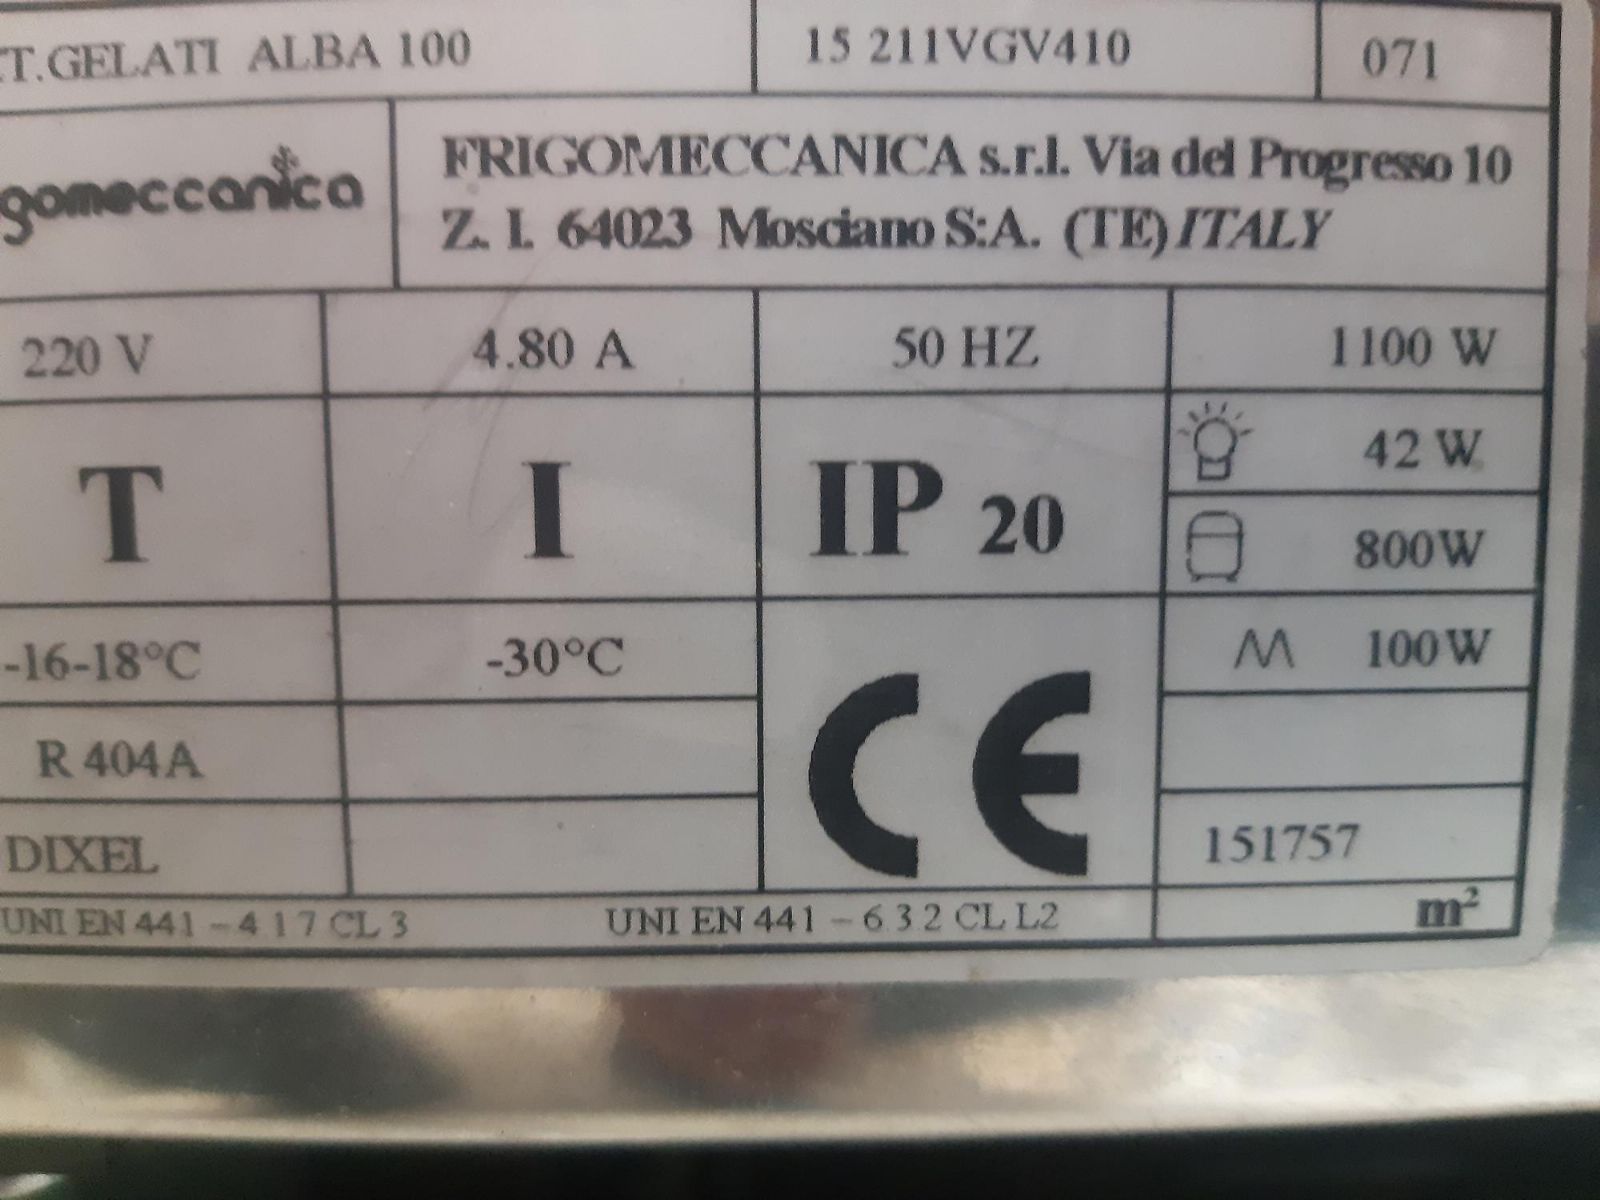 T.GELATI ALBA 100 15 211VGV410 071
gomeccanica
FRIGOMECCANICA s.r.l. Via del Progresso 10
Z. I. 64023 Mosciano S:A. (TE) ITALY
220 V 4.80 A 50 HZ 1100 W
T I IP 20
42 W
800W
-16-18°C -30°C
100W
R 404A
CE
DIXEL
151757
UNI EN 441 – 4 1 7 CL 3 UNI EN 441 – 6 3 2 CL L2
m²